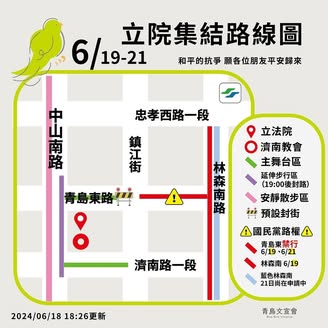 立院集結路線圖
6/19-21
和平的抗爭 願各位朋友平安歸來
忠孝西路一段
中山南路
鎮江街
林森南路
青島東路
濟南路一段
立法院
濟南教會
主舞台區
延伸步行區
(19:00後封路)
安靜散步區
預設封街
國民黨路權
青島東禁行
6/19、6/21
林森南 6/19
藍色林森南
21日尚在申請中
2024/06/18 18:26更新
青島文宣會